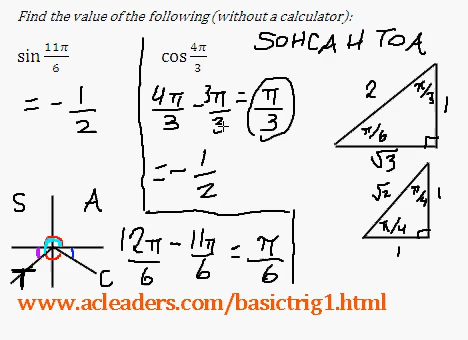 Find the value of the following (without a calculator):
sin 11π/6
= - 1/2
cos 4π/3
4π/3 - 3π/3 = π/3
= - 1/2
12π/6 - 11π/6 = π/6
SOHCAHTOA
2
π/3
1
π/6
√3
√2
π/4
1
π/4
1
S A
T C
www.acleaders.com/basictrig1.html